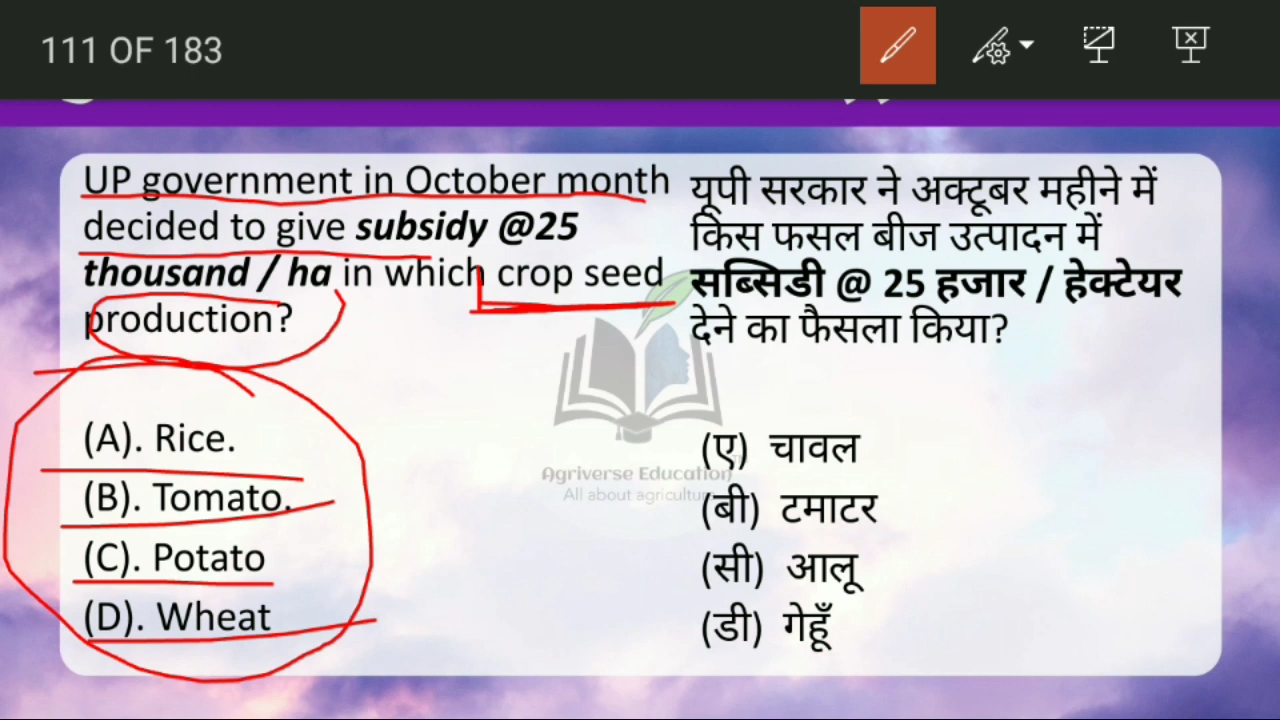 111 OF 183
UP government in October month
decided to give subsidy @25
thousand / ha in which crop seed
production?
(A). Rice.
(B). Tomato.
(C). Potato
(D). Wheat
यूपी सरकार ने अक्टूबर महीने में
किस फसल बीज उत्पादन में
सब्सिडी @ 25 हजार / हेक्टेयर
देने का फैसला किया?
(ए) चावल
(बी) टमाटर
(सी) आलू
(डी) गेहूँ
Agriverse Education
All about agriculture